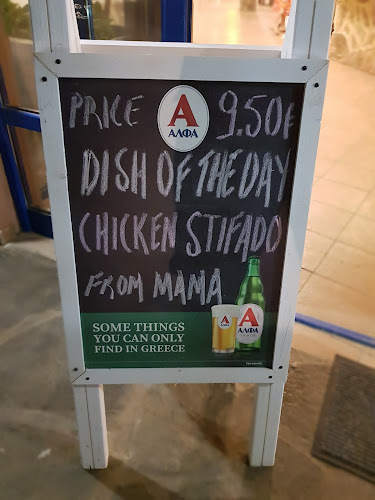 PRICE 9.50€
A
ΑΛΦΑ
DISH OF THE DAY
CHICKEN STIFADO
FROM MAMA
SOME THINGS
YOU CAN ONLY
FIND IN GREECE
A
A
ΑΛΦΑ